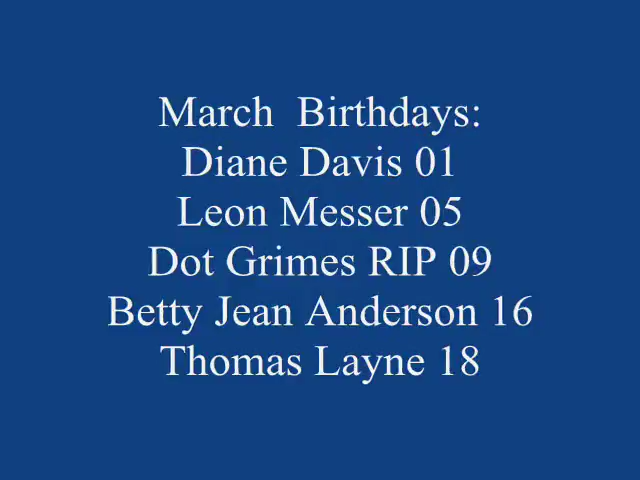 March  Birthdays:
Diane Davis 01
Leon Messer 05
Dot Grimes RIP 09
Betty Jean Anderson 16
Thomas Layne 18